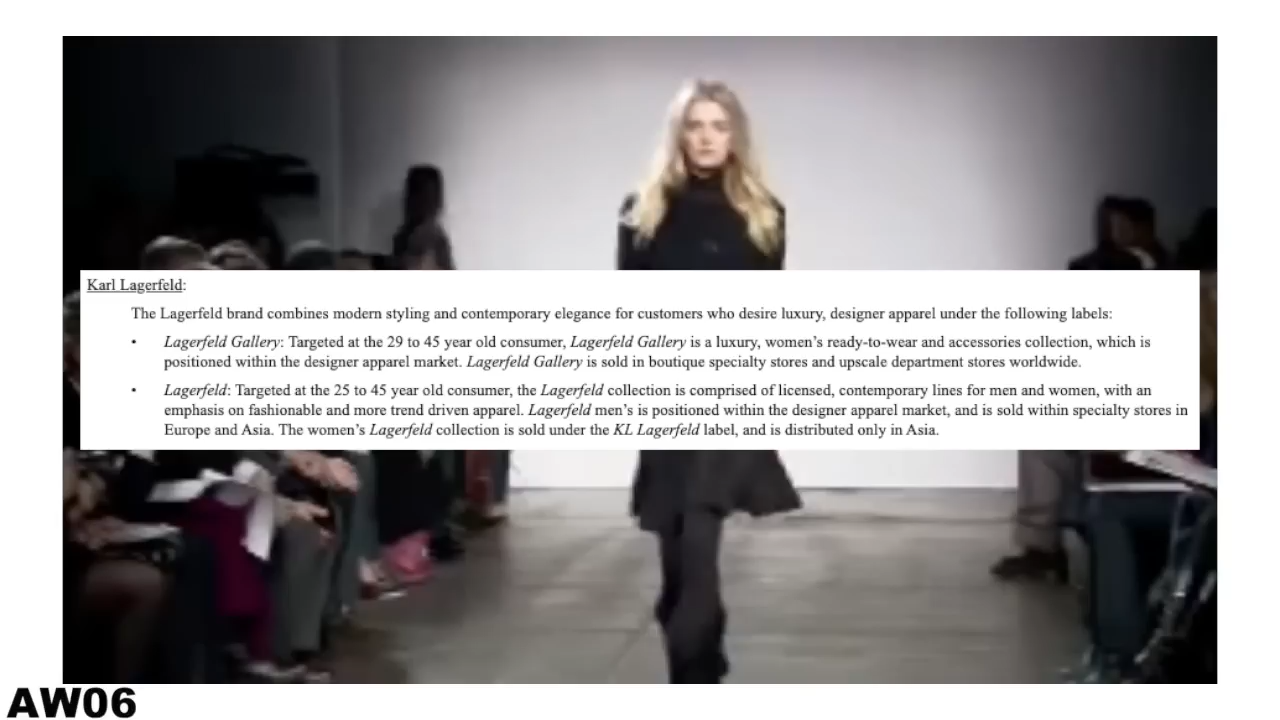 Karl Lagerfeld:
The Lagerfeld brand combines modern styling and contemporary elegance for customers who desire luxury, designer apparel under the following labels:
• Lagerfeld Gallery: Targeted at the 29 to 45 year old consumer, Lagerfeld Gallery is a luxury, women's ready-to-wear and accessories collection, which is
positioned within the designer apparel market. Lagerfeld Gallery is sold in boutique specialty stores and upscale department stores worldwide.
• Lagerfeld: Targeted at the 25 to 45 year old consumer, the Lagerfeld collection is comprised of licensed, contemporary lines for men and women, with an
emphasis on fashionable and more trend driven apparel. Lagerfeld men's is positioned within the designer apparel market, and is sold within specialty stores in
Europe and Asia. The women's Lagerfeld collection is sold under the KL Lagerfeld label, and is distributed only in Asia.
AW06